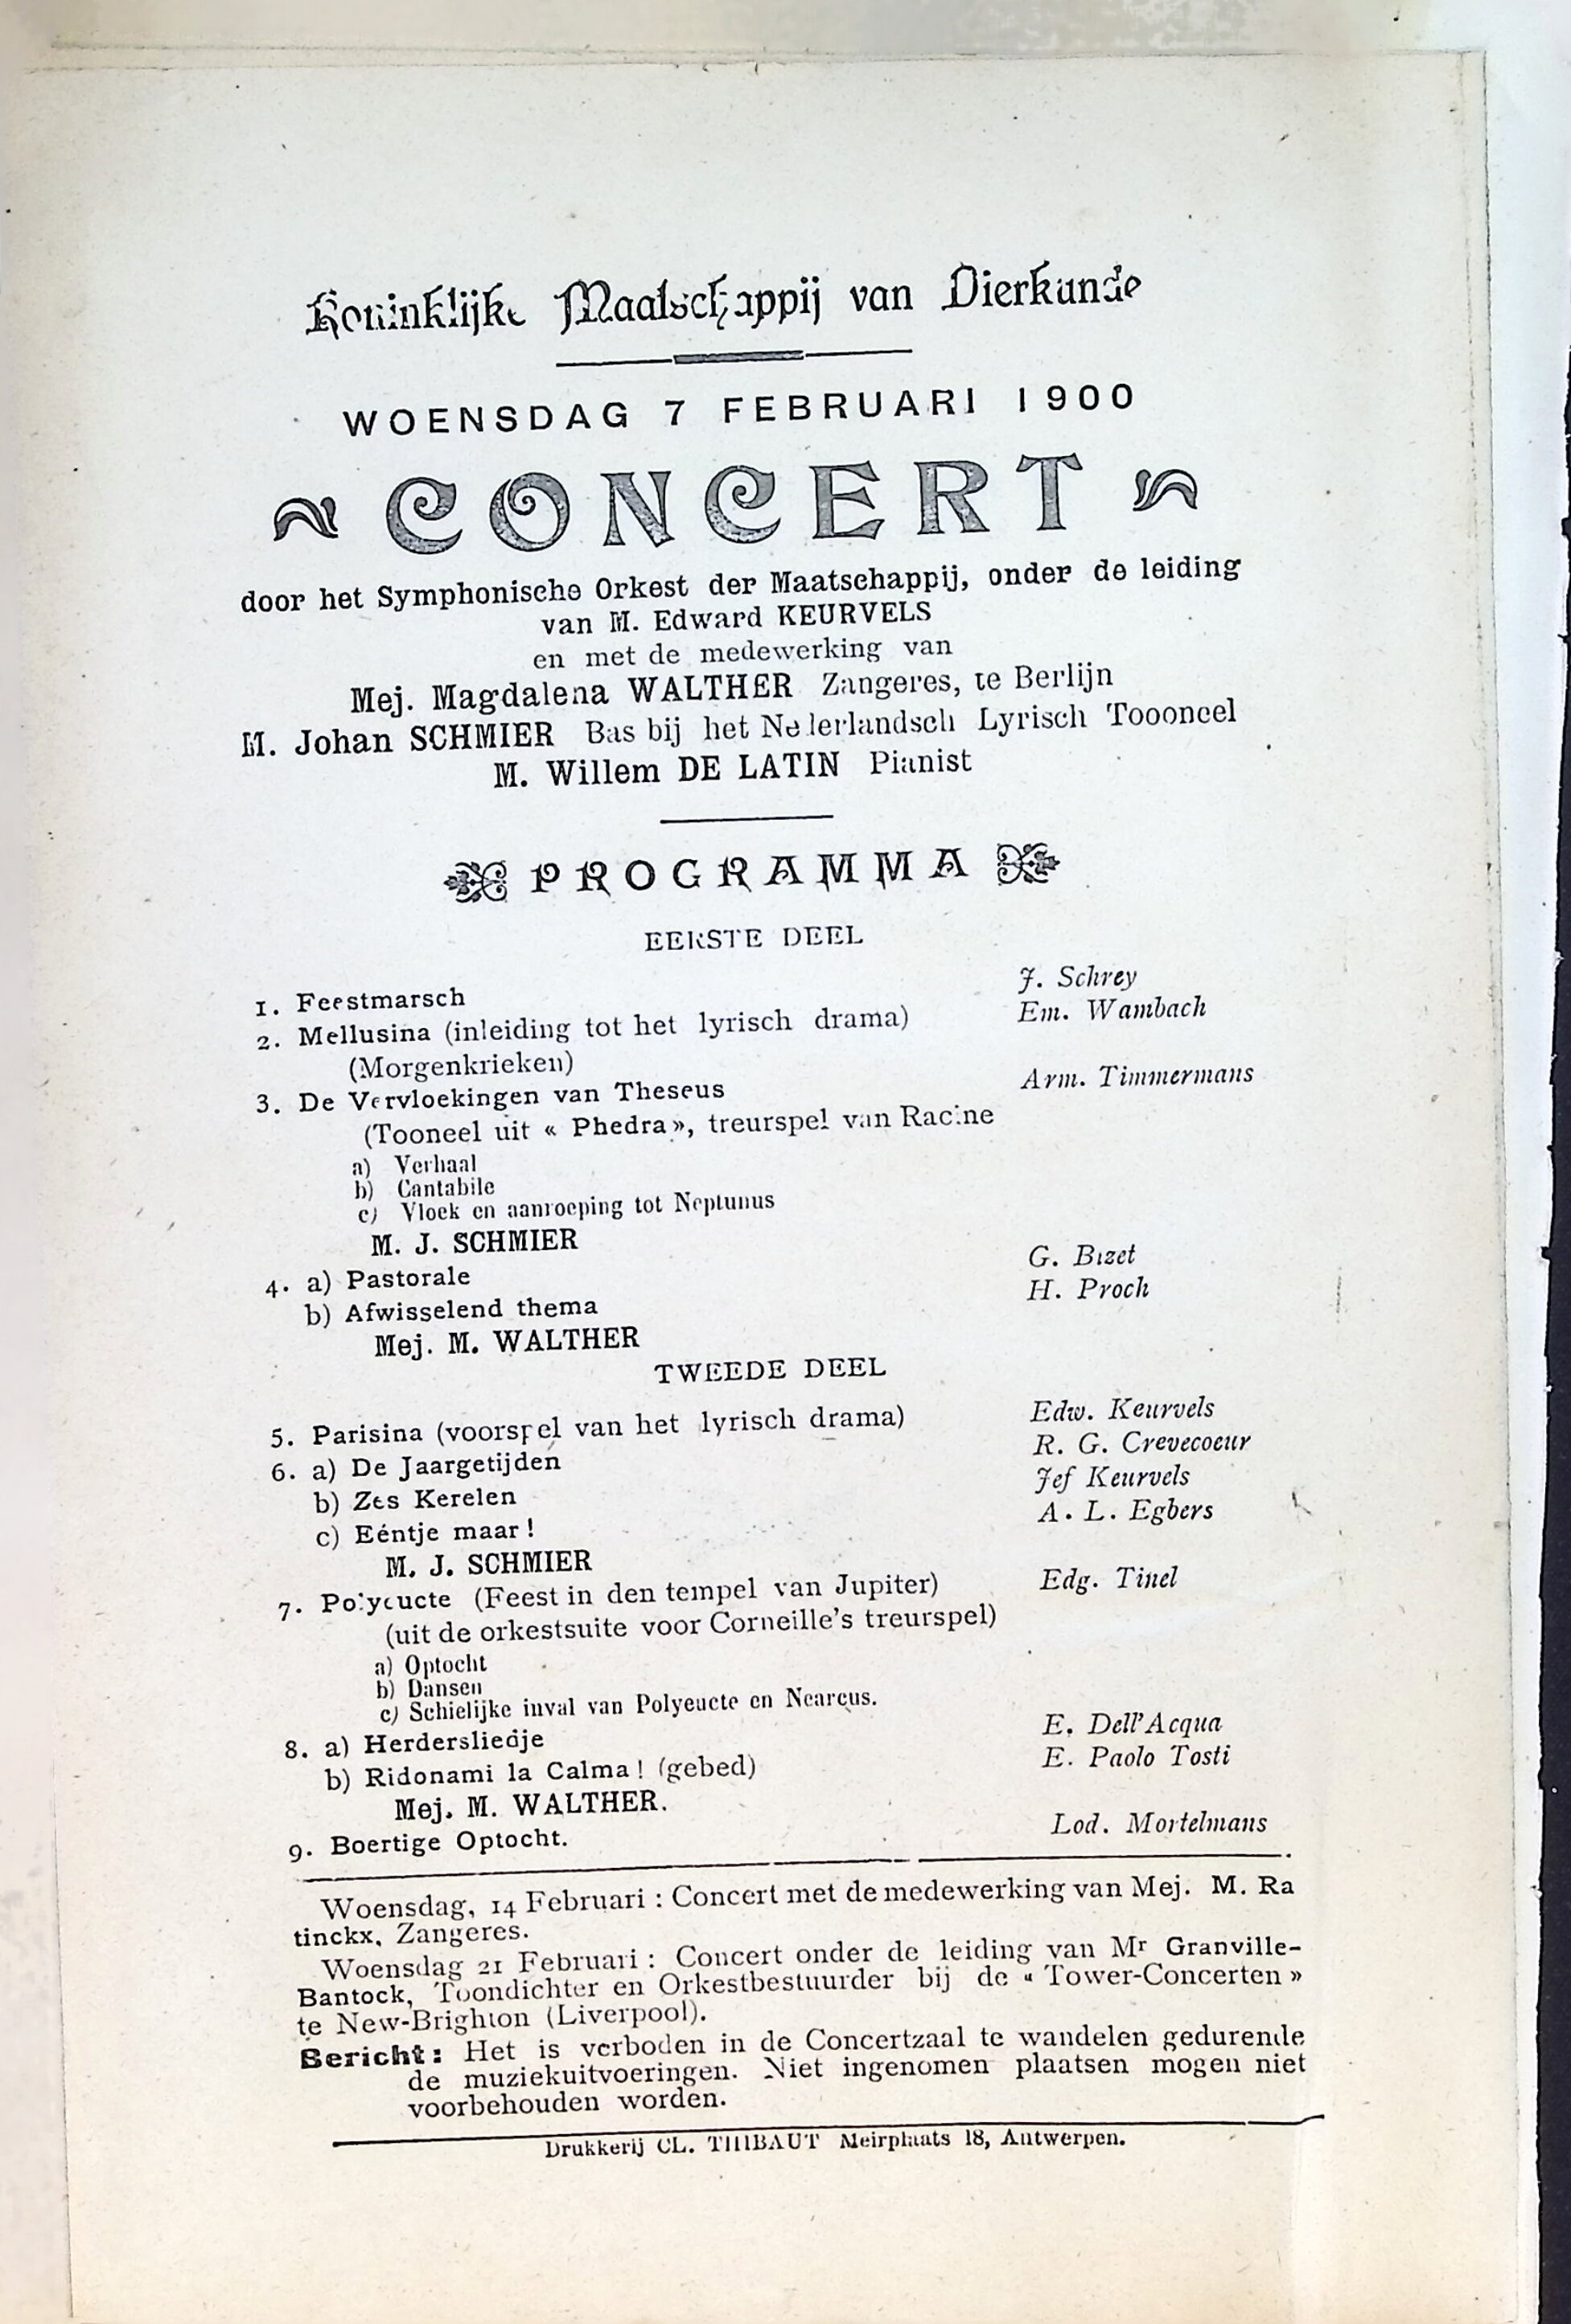 Koninklijke Maatschappij van Dierkunde
WOENSDAG 7 FEBRUARI 1900
CONCERT
door het Symphonische Orkest der Maatschappij, onder de leiding
van M. Edward KEURVELS
en met de medewerking van
Mej. Magdalena WALTHER Zangeres, te Berlijn
M. Johan SCHMIER Bas bij het Nederlandsch Lyrisch Toooneel
M. Willem DE LATIN Pianist
PROGRAMMA
EERSTE DEEL
1. Feestmarsch J. Schrey
2. Mellusina (inleiding tot het lyrisch drama) Em. Wambach
(Morgenkrieken)
3. De Vervloekingen van Theseus Arm. Timmermans
(Tooneel uit « Phedra », treurspel van Racine
a) Verhaal
b) Cantabile
c) Vloek en aanroeping tot Neptunus
M. J. SCHMIER
4. a) Pastorale G. Bizet
b) Afwisselend thema H. Proch
Mej. M. WALTHER
TWEEDE DEEL
5. Parisina (voorspel van het lyrisch drama) Edw. Keurvels
6. a) De Jaargetijden R. G. Crevecoeur
b) Zes Kerelen Jef Keurvels
c) Eéntje maar ! A. L. Egbers
M. J. SCHMIER
7. Polyeucte (Feest in den tempel van Jupiter) Edg. Tinel
(uit de orkestsuite voor Corneille's treurspel)
a) Optocht
b) Dansen
c) Schielijke inval van Polyeucte en Nearcus.
8. a) Herdersliedje E. Dell'Acqua
b) Ridonami la Calma ! (gebed) E. Paolo Tosti
Mej. M. WALTHER.
9. Boertige Optocht. Lod. Mortelmans
Woensdag, 14 Februari : Concert met de medewerking van Mej. M. Ra
tinckx, Zangeres.
Woensdag 21 Februari : Concert onder de leiding van Mr Granville-
Bantock, Toondichter en Orkestbestuurder bij de « Tower-Concerten »
te New-Brighton (Liverpool).
Bericht : Het is verboden in de Concertzaal te wandelen gedurende
de muziekuitvoeringen. Niet ingenomen plaatsen mogen niet
voorbehouden worden.
Drukkerij CL. THIBAUT Meirplaats 18, Antwerpen.